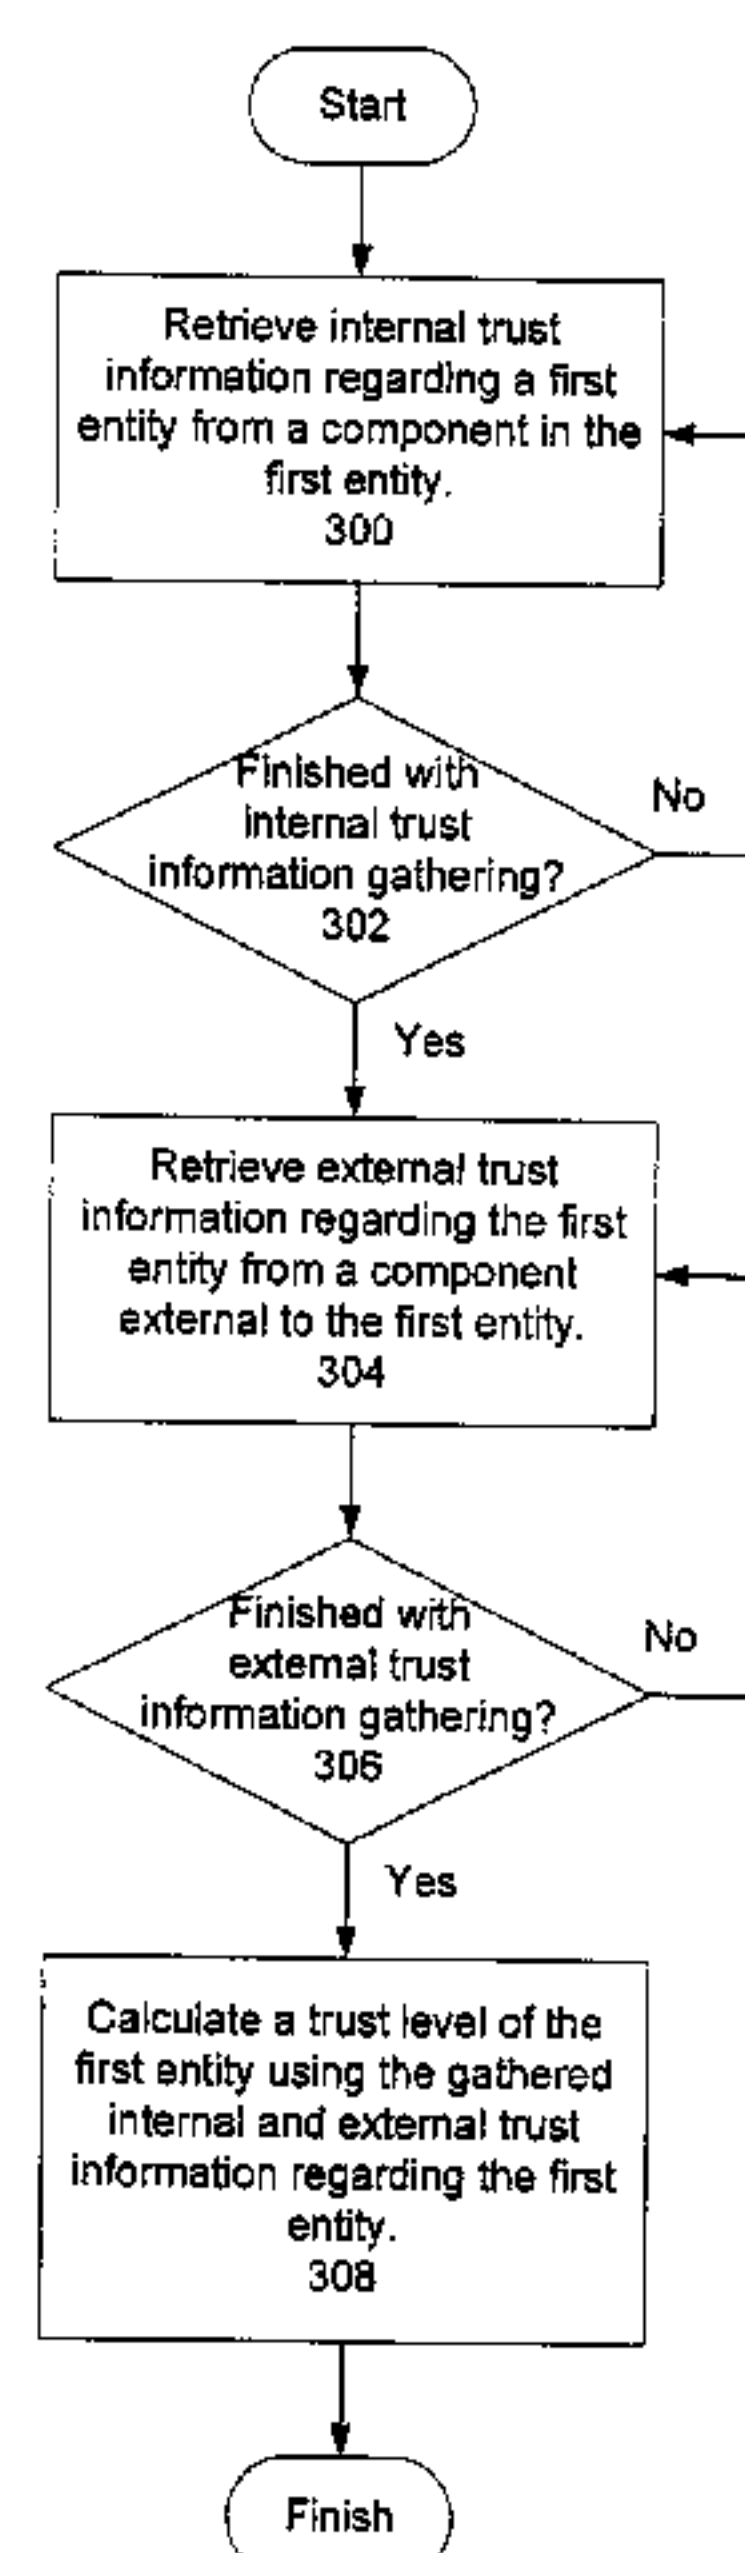 Start
Retrieve internal trust
information regarding a first
entity from a component in the
first entity.
300
Finished with
internal trust
information gathering?
302
No
Yes
Retrieve external trust
information regarding the first
entity from a component
external to the first entity.
304
Finished with
external trust
information gathering?
306
No
Yes
Calculate a trust level of the
first entity using the gathered
internal and external trust
information regarding the first
entity.
308
Finish